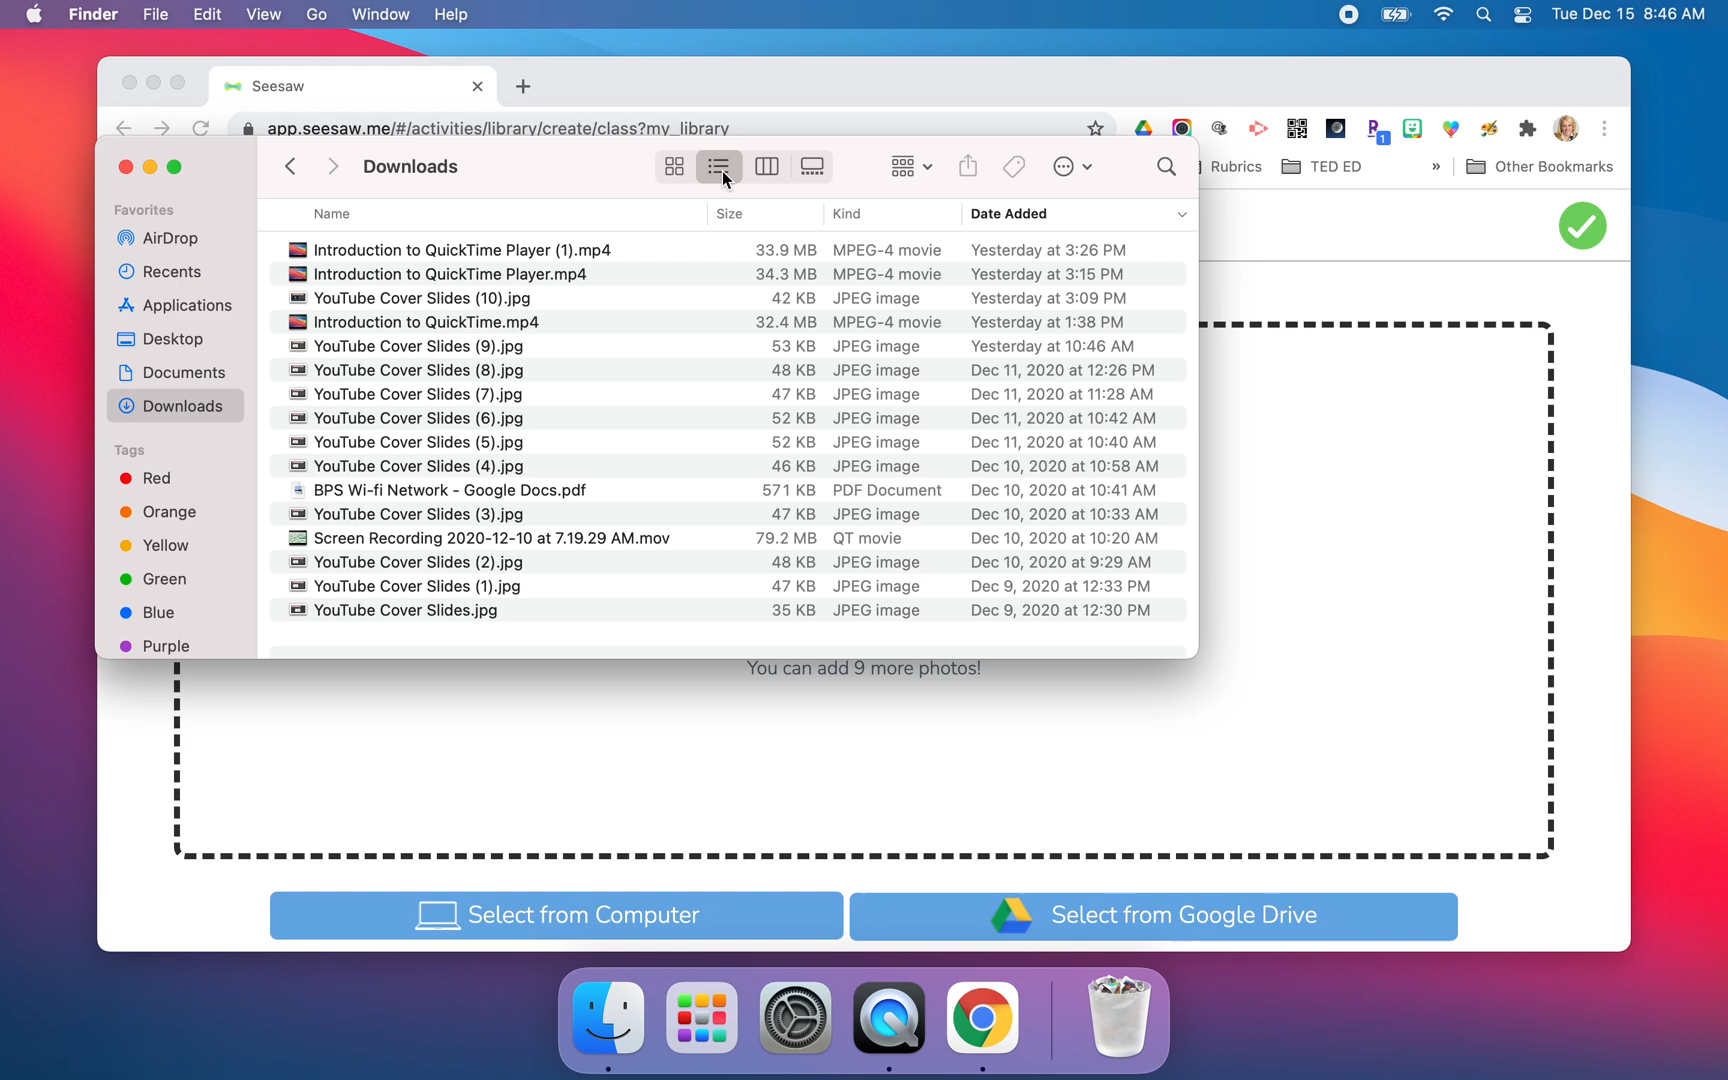 Finder File Edit View Go Window Help Tue Dec 15 8:46 AM
Seesaw
app.seesaw.me/#/activities/library/create/class?my_library
1
Downloads
Rubrics TED ED » Other Bookmarks
Favorites
AirDrop
Recents
Applications
Desktop
Documents
Downloads
Tags
Red
Orange
Yellow
Green
Blue
Purple
Name Size Kind Date Added
Introduction to QuickTime Player (1).mp4 33.9 MB MPEG-4 movie Yesterday at 3:26 PM
Introduction to QuickTime Player.mp4 34.3 MB MPEG-4 movie Yesterday at 3:15 PM
YouTube Cover Slides (10).jpg 42 KB JPEG image Yesterday at 3:09 PM
Introduction to QuickTime.mp4 32.4 MB MPEG-4 movie Yesterday at 1:38 PM
YouTube Cover Slides (9).jpg 53 KB JPEG image Yesterday at 10:46 AM
YouTube Cover Slides (8).jpg 48 KB JPEG image Dec 11, 2020 at 12:26 PM
YouTube Cover Slides (7).jpg 47 KB JPEG image Dec 11, 2020 at 11:28 AM
YouTube Cover Slides (6).jpg 52 KB JPEG image Dec 11, 2020 at 10:42 AM
YouTube Cover Slides (5).jpg 52 KB JPEG image Dec 11, 2020 at 10:40 AM
YouTube Cover Slides (4).jpg 46 KB JPEG image Dec 10, 2020 at 10:58 AM
BPS Wi-fi Network - Google Docs.pdf 571 KB PDF Document Dec 10, 2020 at 10:41 AM
YouTube Cover Slides (3).jpg 47 KB JPEG image Dec 10, 2020 at 10:33 AM
Screen Recording 2020-12-10 at 7.19.29 AM.mov 79.2 MB QT movie Dec 10, 2020 at 10:20 AM
YouTube Cover Slides (2).jpg 48 KB JPEG image Dec 10, 2020 at 9:29 AM
YouTube Cover Slides (1).jpg 47 KB JPEG image Dec 9, 2020 at 12:33 PM
YouTube Cover Slides.jpg 35 KB JPEG image Dec 9, 2020 at 12:30 PM
You can add 9 more photos!
Select from Computer
Select from Google Drive